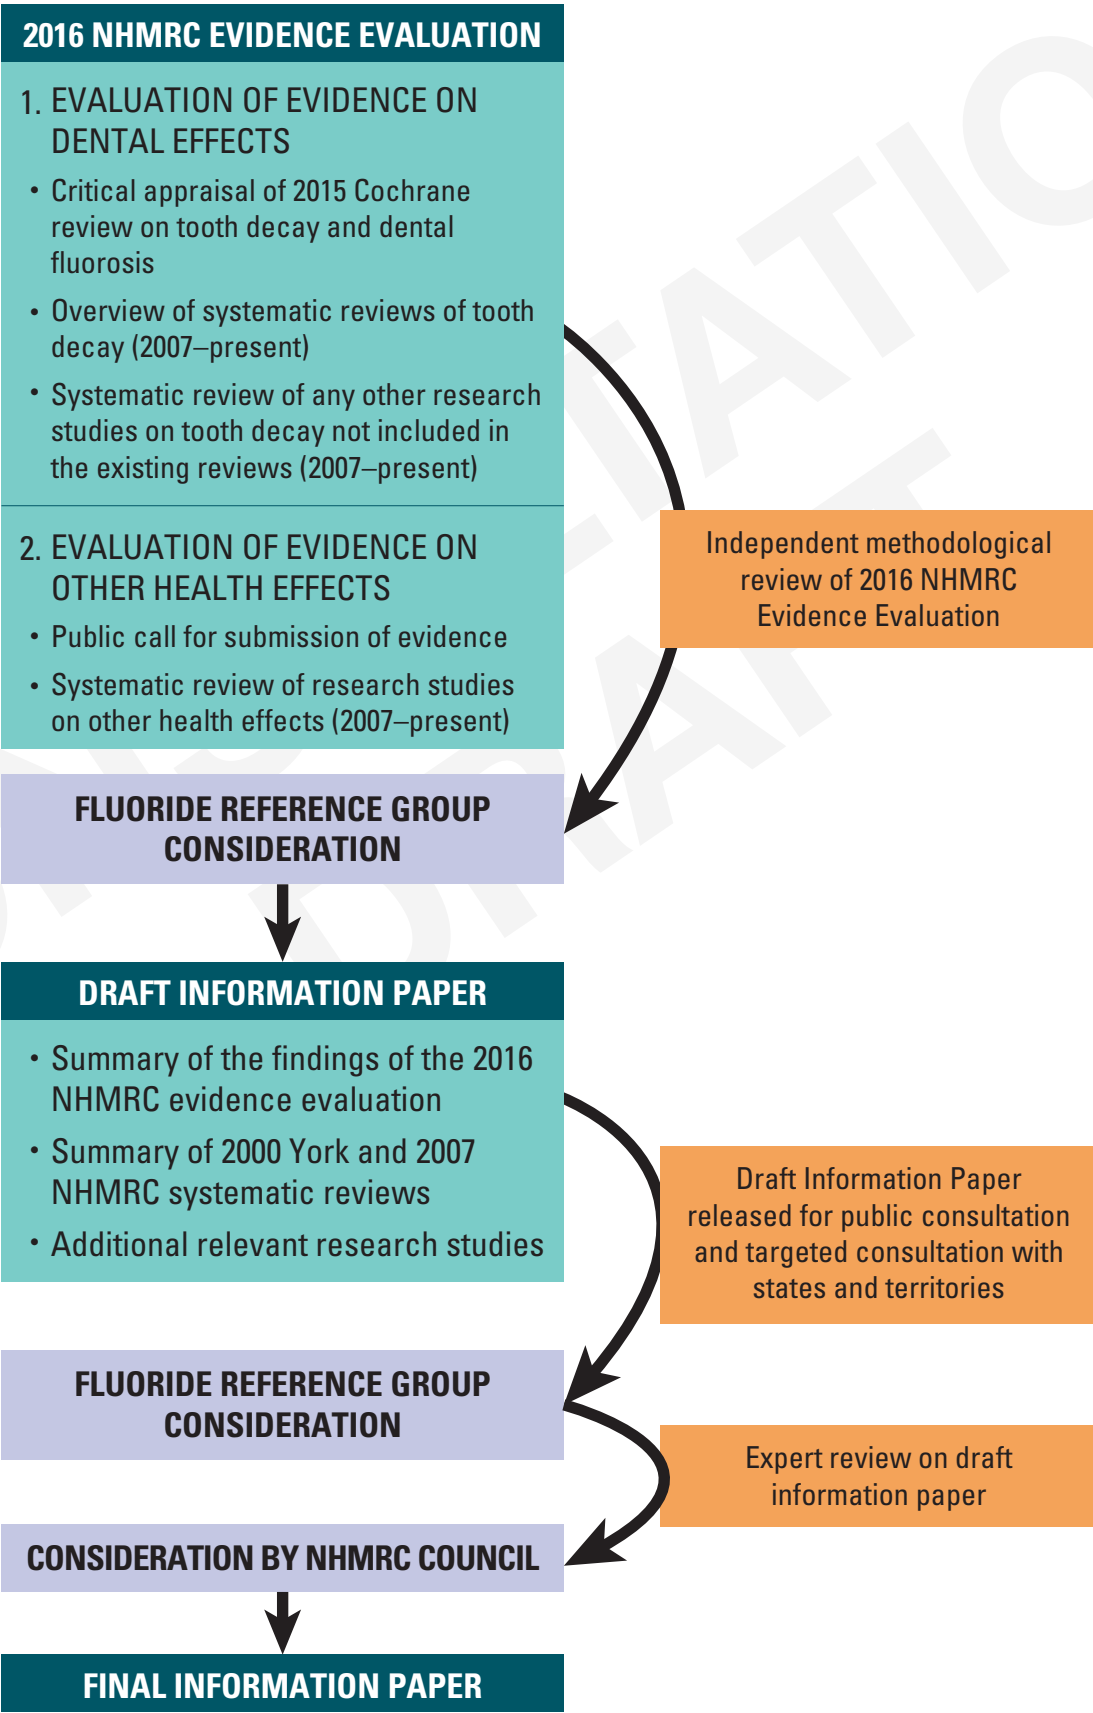 2016 NHMRC EVIDENCE EVALUATION
1. EVALUATION OF EVIDENCE ON
DENTAL EFFECTS
• Critical appraisal of 2015 Cochrane
review on tooth decay and dental
fluorosis
• Overview of systematic reviews of tooth
decay (2007–present)
• Systematic review of any other research
studies on tooth decay not included in
the existing reviews (2007–present)
2. EVALUATION OF EVIDENCE ON
OTHER HEALTH EFFECTS
• Public call for submission of evidence
• Systematic review of research studies
on other health effects (2007–present)
Independent methodological
review of 2016 NHMRC
Evidence Evaluation
FLUORIDE REFERENCE GROUP
CONSIDERATION
DRAFT INFORMATION PAPER
• Summary of the findings of the 2016
NHMRC evidence evaluation
• Summary of 2000 York and 2007
NHMRC systematic reviews
• Additional relevant research studies
Draft Information Paper
released for public consultation
and targeted consultation with
states and territories
FLUORIDE REFERENCE GROUP
CONSIDERATION
Expert review on draft
information paper
CONSIDERATION BY NHMRC COUNCIL
FINAL INFORMATION PAPER
DRAFT